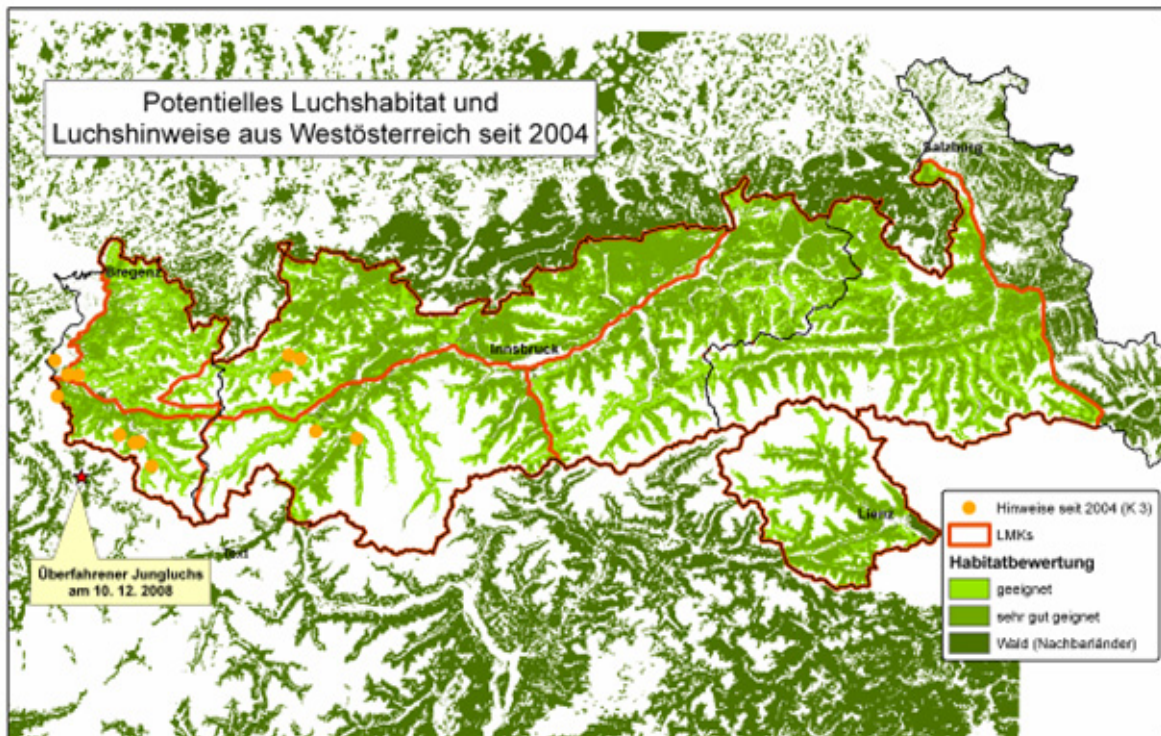 Potentielles Luchshabitat und
Luchshinweise aus Westösterreich seit 2004
Salzburg
Bregenz
Innsbruck
Lienz
Hinweise seit 2004 (K 3)
LMKs
Habitatbewertung
geeignet
sehr gut geignet
Wald (Nachbarländer)
Überfahrener Jungluchs
am 10. 12. 2008